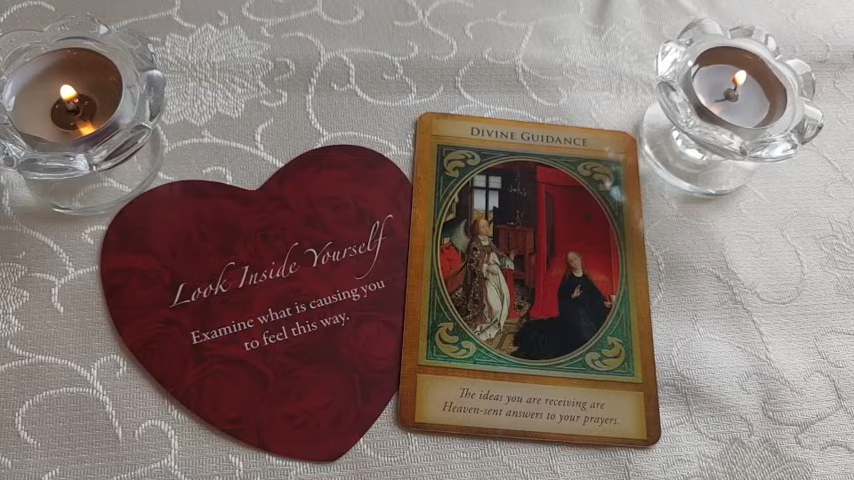 Look Inside Yourself
Examine what is causing you
to feel this way.
DIVINE GUIDANCE
The ideas you are receiving are
Heaven-sent answers to your prayers.